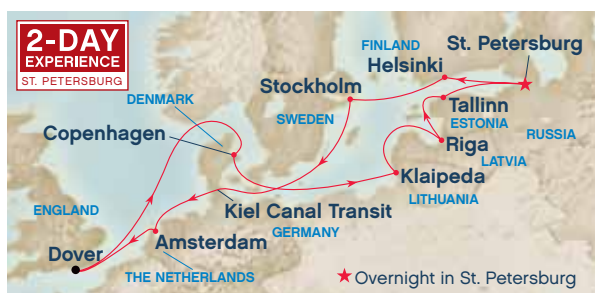 2-DAY
EXPERIENCE
ST. PETERSBURG
FINLAND
St. Petersburg
Helsinki
Stockholm
DENMARK
Tallinn
SWEDEN
ESTONIA
Copenhagen
RUSSIA
Riga
LATVIA
Klaipeda
LITHUANIA
ENGLAND
Kiel Canal Transit
GERMANY
Dover
Amsterdam
THE NETHERLANDS
Overnight in St. Petersburg